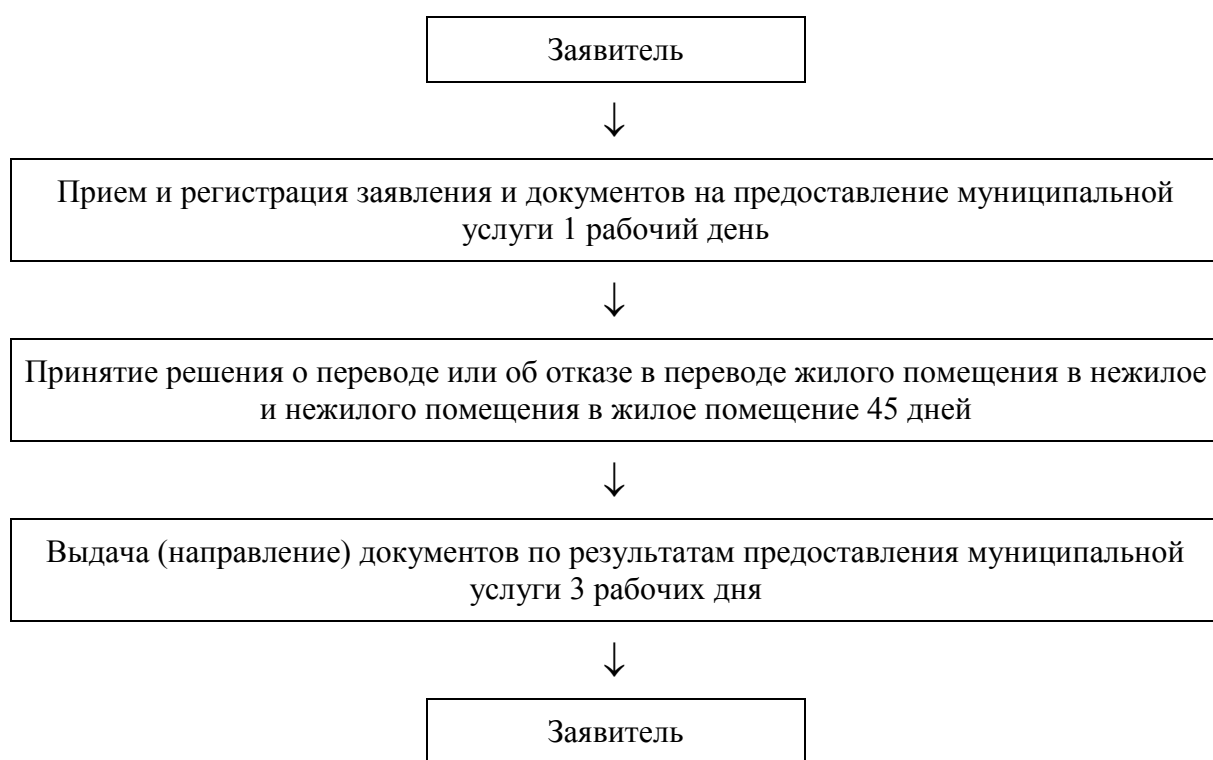 Заявитель
↓
Прием и регистрация заявления и документов на предоставление муниципальной
услуги 1 рабочий день
↓
Принятие решения о переводе или об отказе в переводе жилого помещения в нежилое
и нежилого помещения в жилое помещение 45 дней
↓
Выдача (направление) документов по результатам предоставления муниципальной
услуги 3 рабочих дня
↓
Заявитель